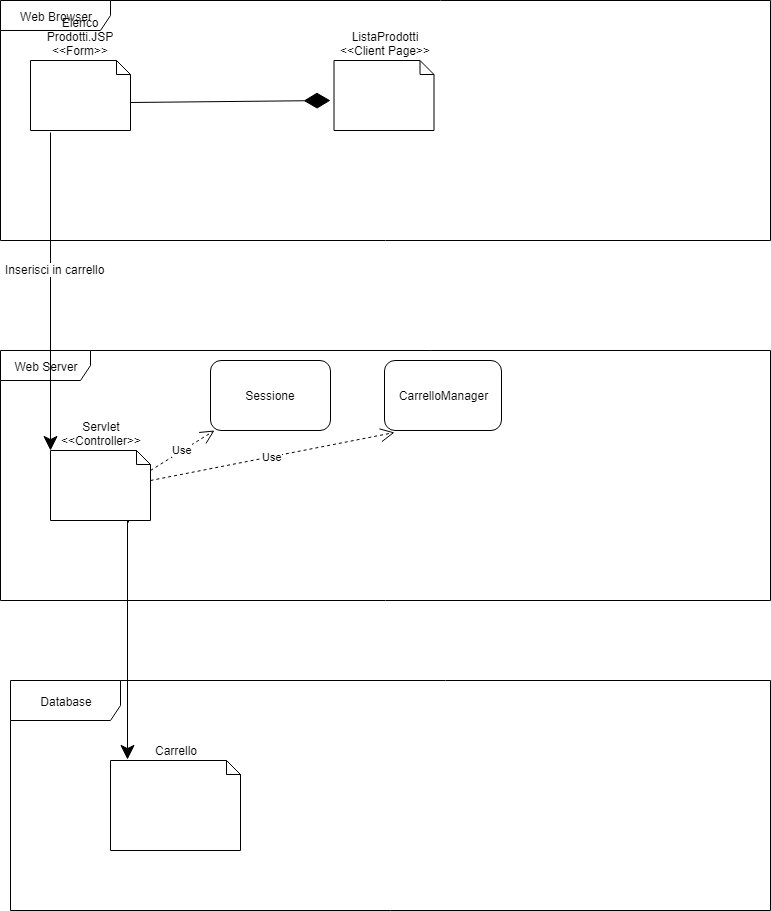 Web Browser
Elenco
Prodotti.JSP
<<Form>>
ListaProdotti
<<Client Page>>
Inserisci in carrello
Web Server
Sessione
CarrelloManager
Servlet
<<Controller>>
Use
Use
Database
Carrello